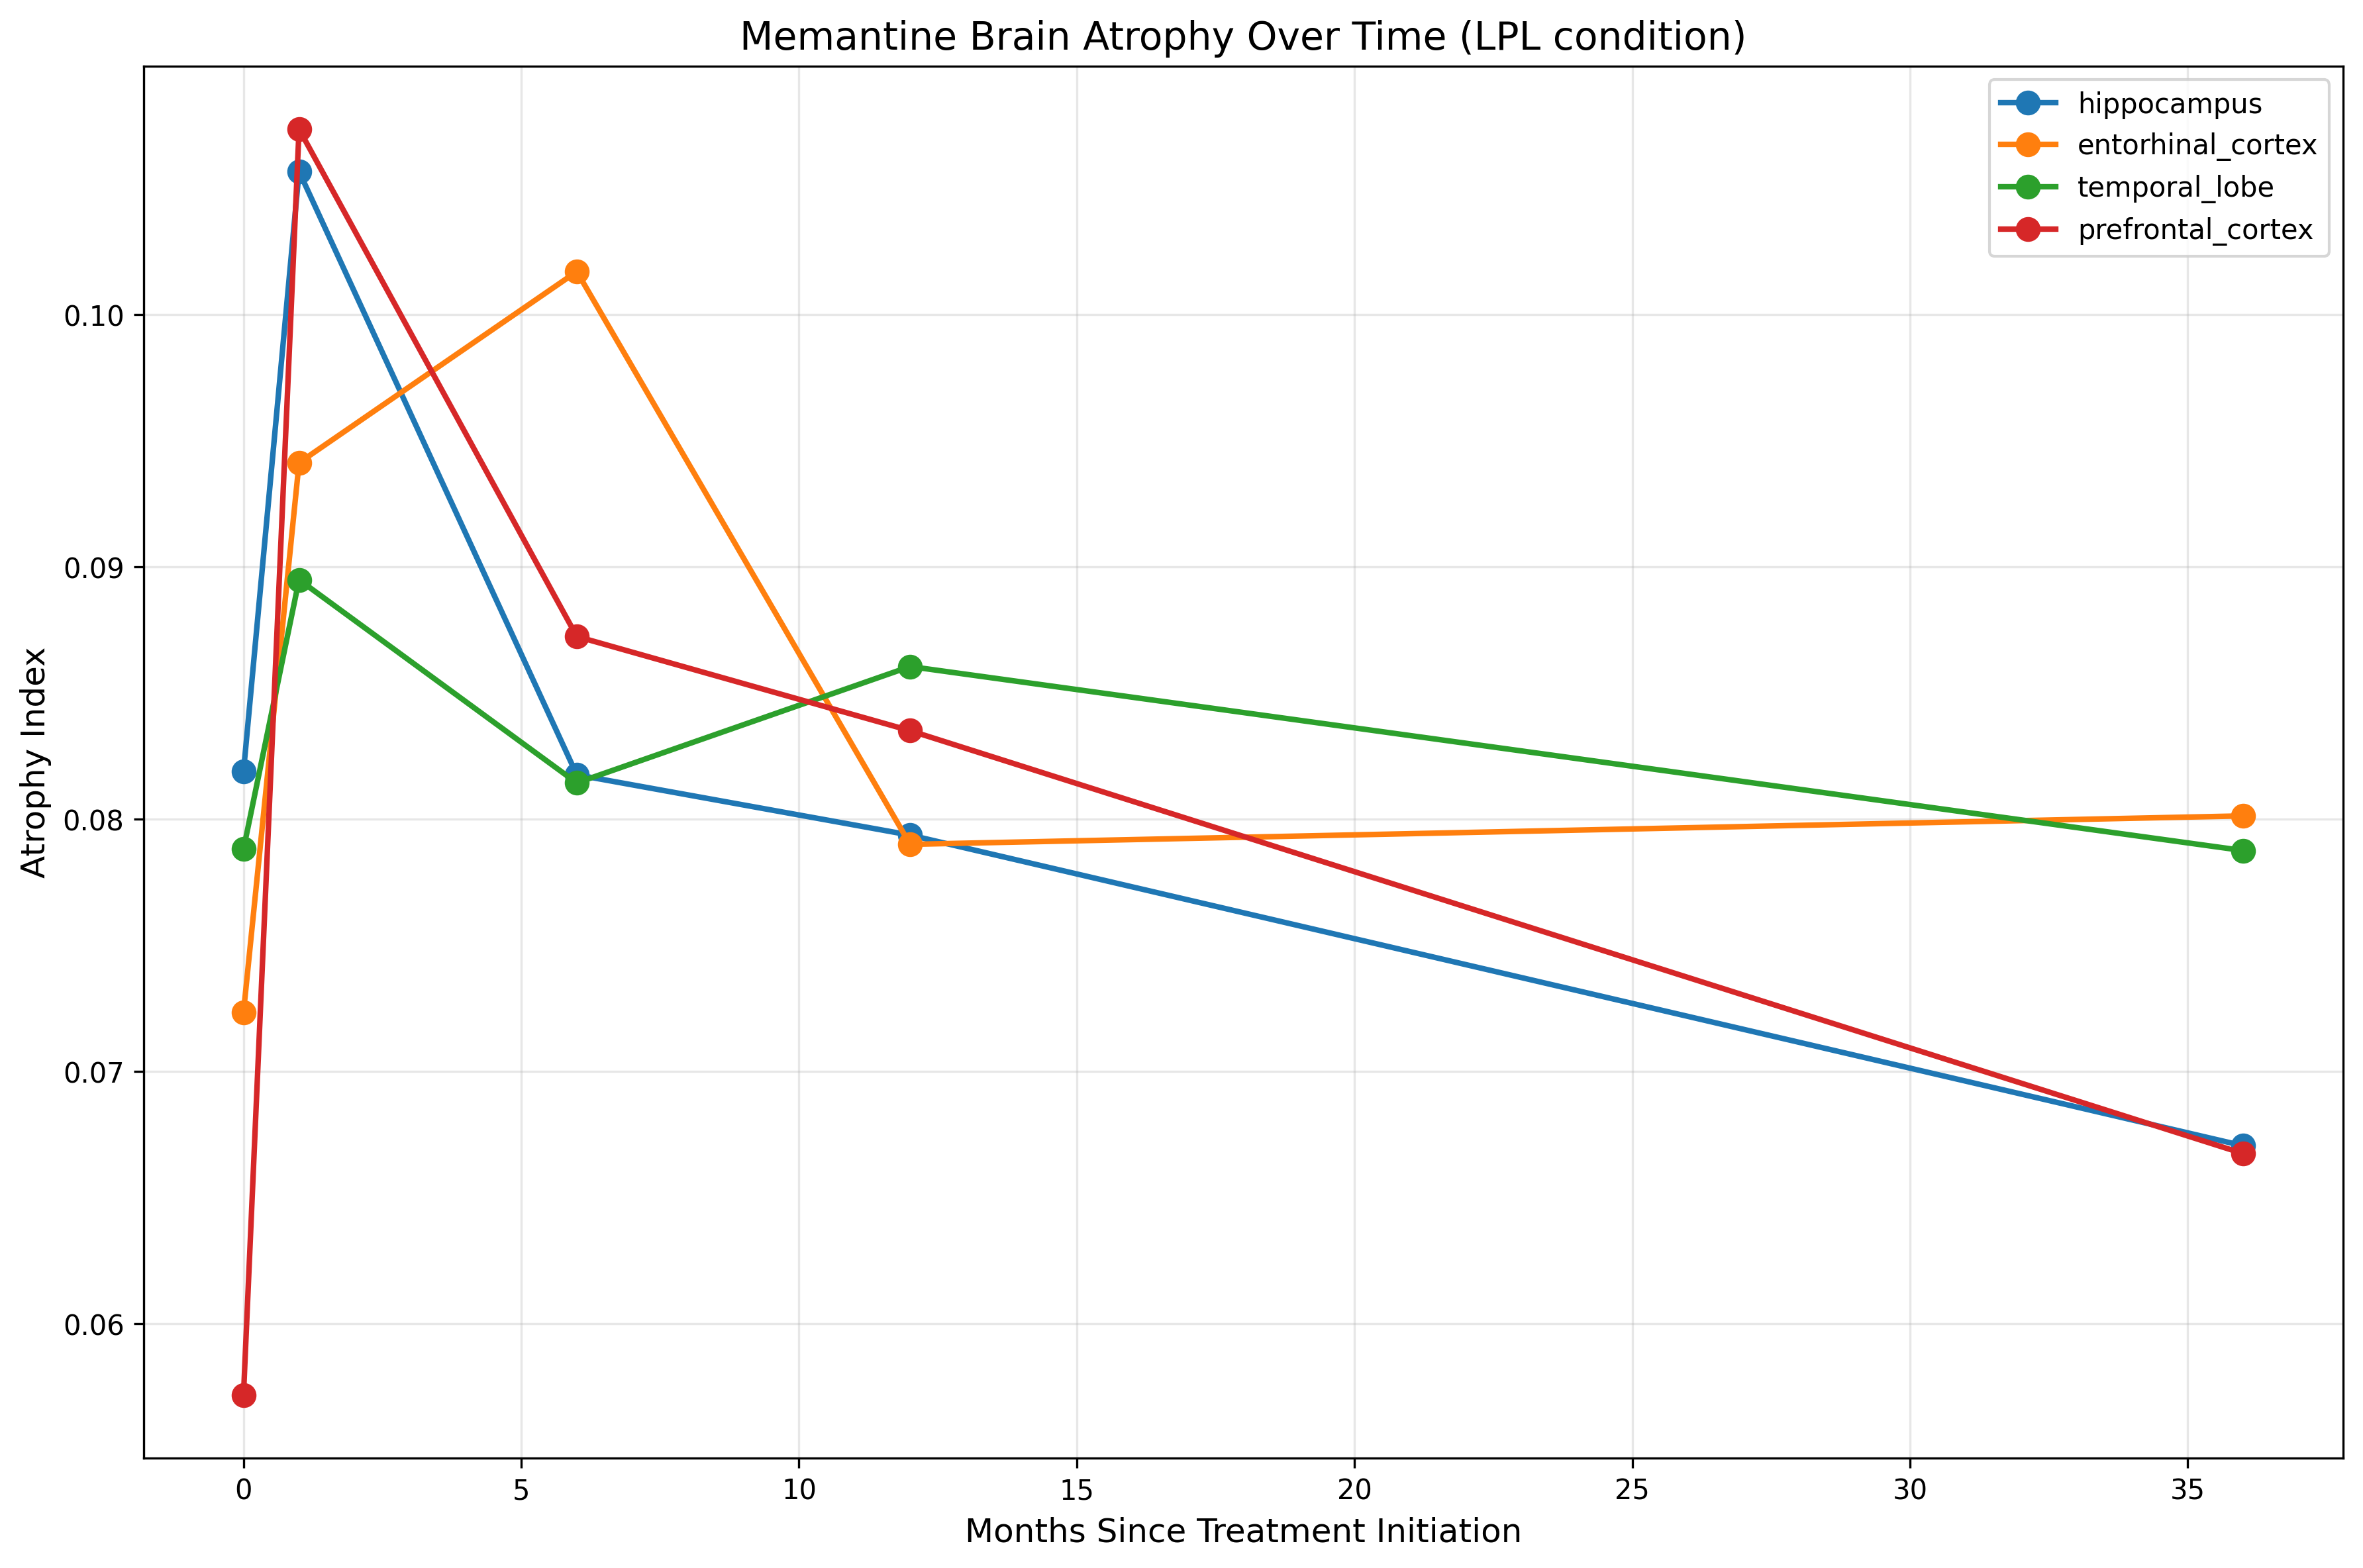 Memantine Brain Atrophy Over Time (LPL condition)
hippocampus
entorhinal_cortex
temporal_lobe
prefrontal_cortex
Atrophy Index
0.10
0.09
0.08
0.07
0.06
0 5 10 15 20 25 30 35
Months Since Treatment Initiation